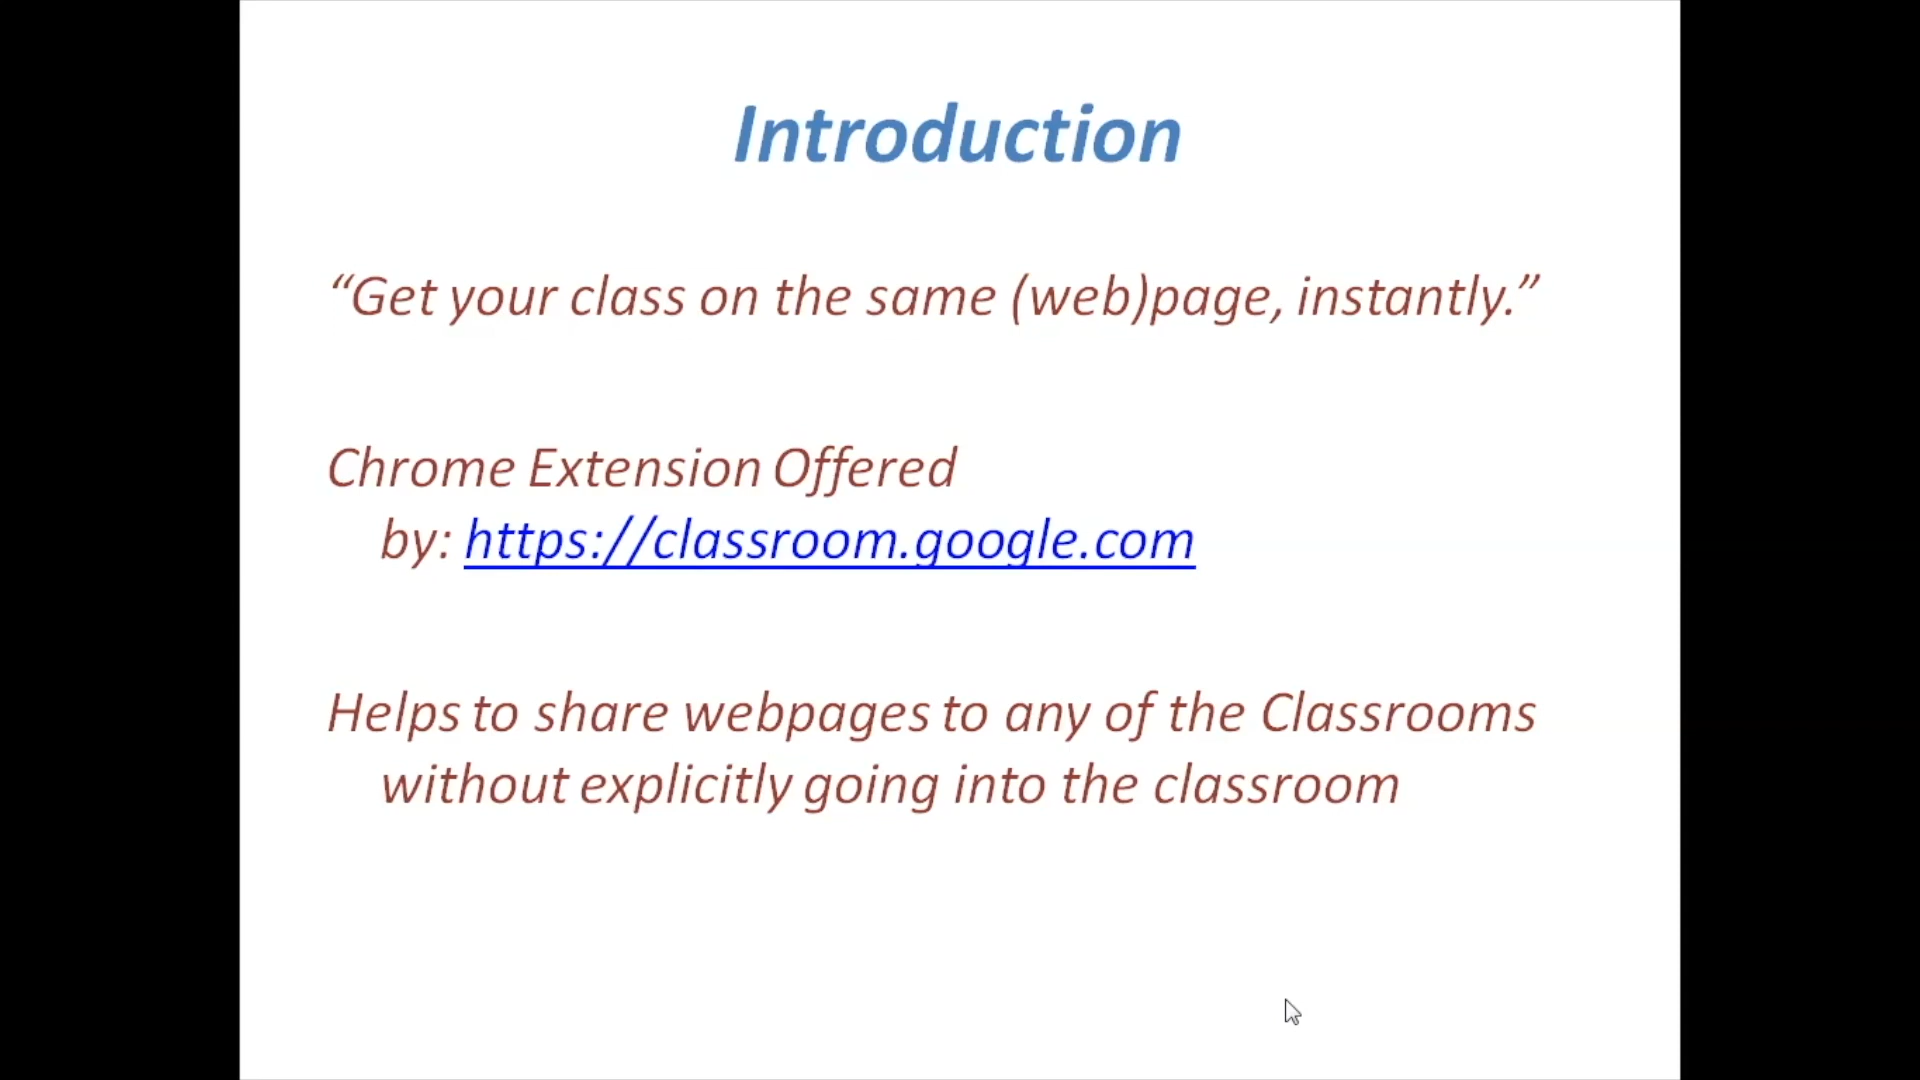 Introduction
“Get your class on the same (web)page, instantly.”
Chrome Extension Offered
by: https://classroom.google.com
Helps to share webpages to any of the Classrooms
without explicitly going into the classroom